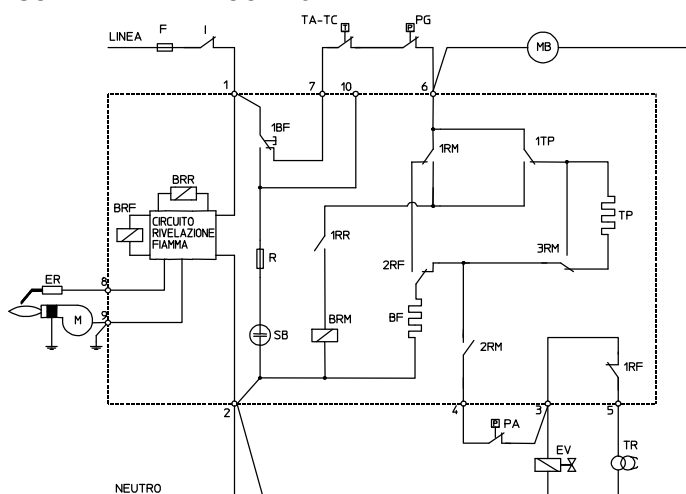 LINEA
F
I
TA-TC
T
P
PG
MB
1
7
10
6
1BF
1RM
1TP
BRR
BRF
CIRCUITO
RIVELAZIONE
FIAMMA
TP
1RR
3RM
R
2RF
ER
8
BF
M
9
SB
BRM
2RM
1RF
2
4
3
5
P
PA
EV
TR
NEUTRO